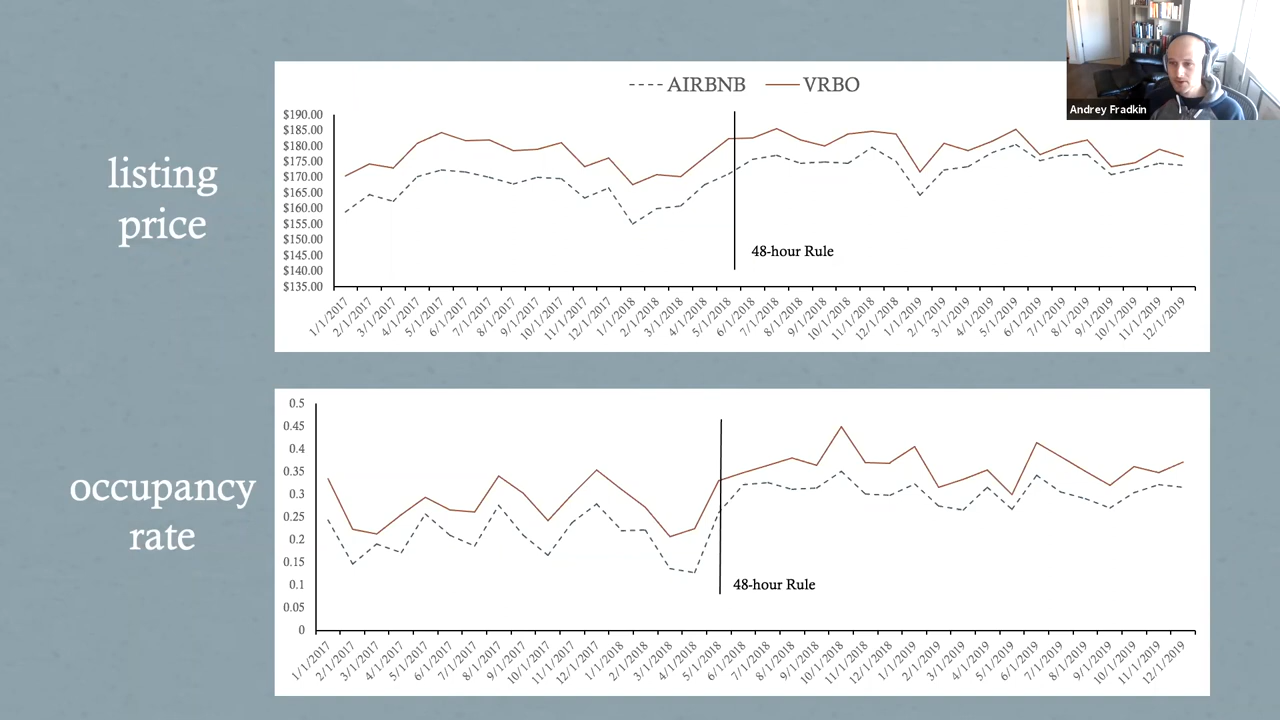 Andrey Fradkin
listing
price
AIRBNB VRBO
$190.00
$185.00
$180.00
$175.00
$170.00
$165.00
$160.00
$155.00
$150.00
$145.00
$140.00
$135.00
48-hour Rule
1/1/2017 2/1/2017 3/1/2017 4/1/2017 5/1/2017 6/1/2017 7/1/2017 8/1/2017 9/1/2017 10/1/2017 11/1/2017 12/1/2017 1/1/2018 2/1/2018 3/1/2018 4/1/2018 5/1/2018 6/1/2018 7/1/2018 8/1/2018 9/1/2018 10/1/2018 11/1/2018 12/1/2018 1/1/2019 2/1/2019 3/1/2019 4/1/2019 5/1/2019 6/1/2019 7/1/2019 8/1/2019 9/1/2019 10/1/2019 11/1/2019 12/1/2019
occupancy
rate
0.5
0.45
0.4
0.35
0.3
0.25
0.2
0.15
0.1
0.05
0
48-hour Rule
1/1/2017 2/1/2017 3/1/2017 4/1/2017 5/1/2017 6/1/2017 7/1/2017 8/1/2017 9/1/2017 10/1/2017 11/1/2017 12/1/2017 1/1/2018 2/1/2018 3/1/2018 4/1/2018 5/1/2018 6/1/2018 7/1/2018 8/1/2018 9/1/2018 10/1/2018 11/1/2018 12/1/2018 1/1/2019 2/1/2019 3/1/2019 4/1/2019 5/1/2019 6/1/2019 7/1/2019 8/1/2019 9/1/2019 10/1/2019 11/1/2019 12/1/2019